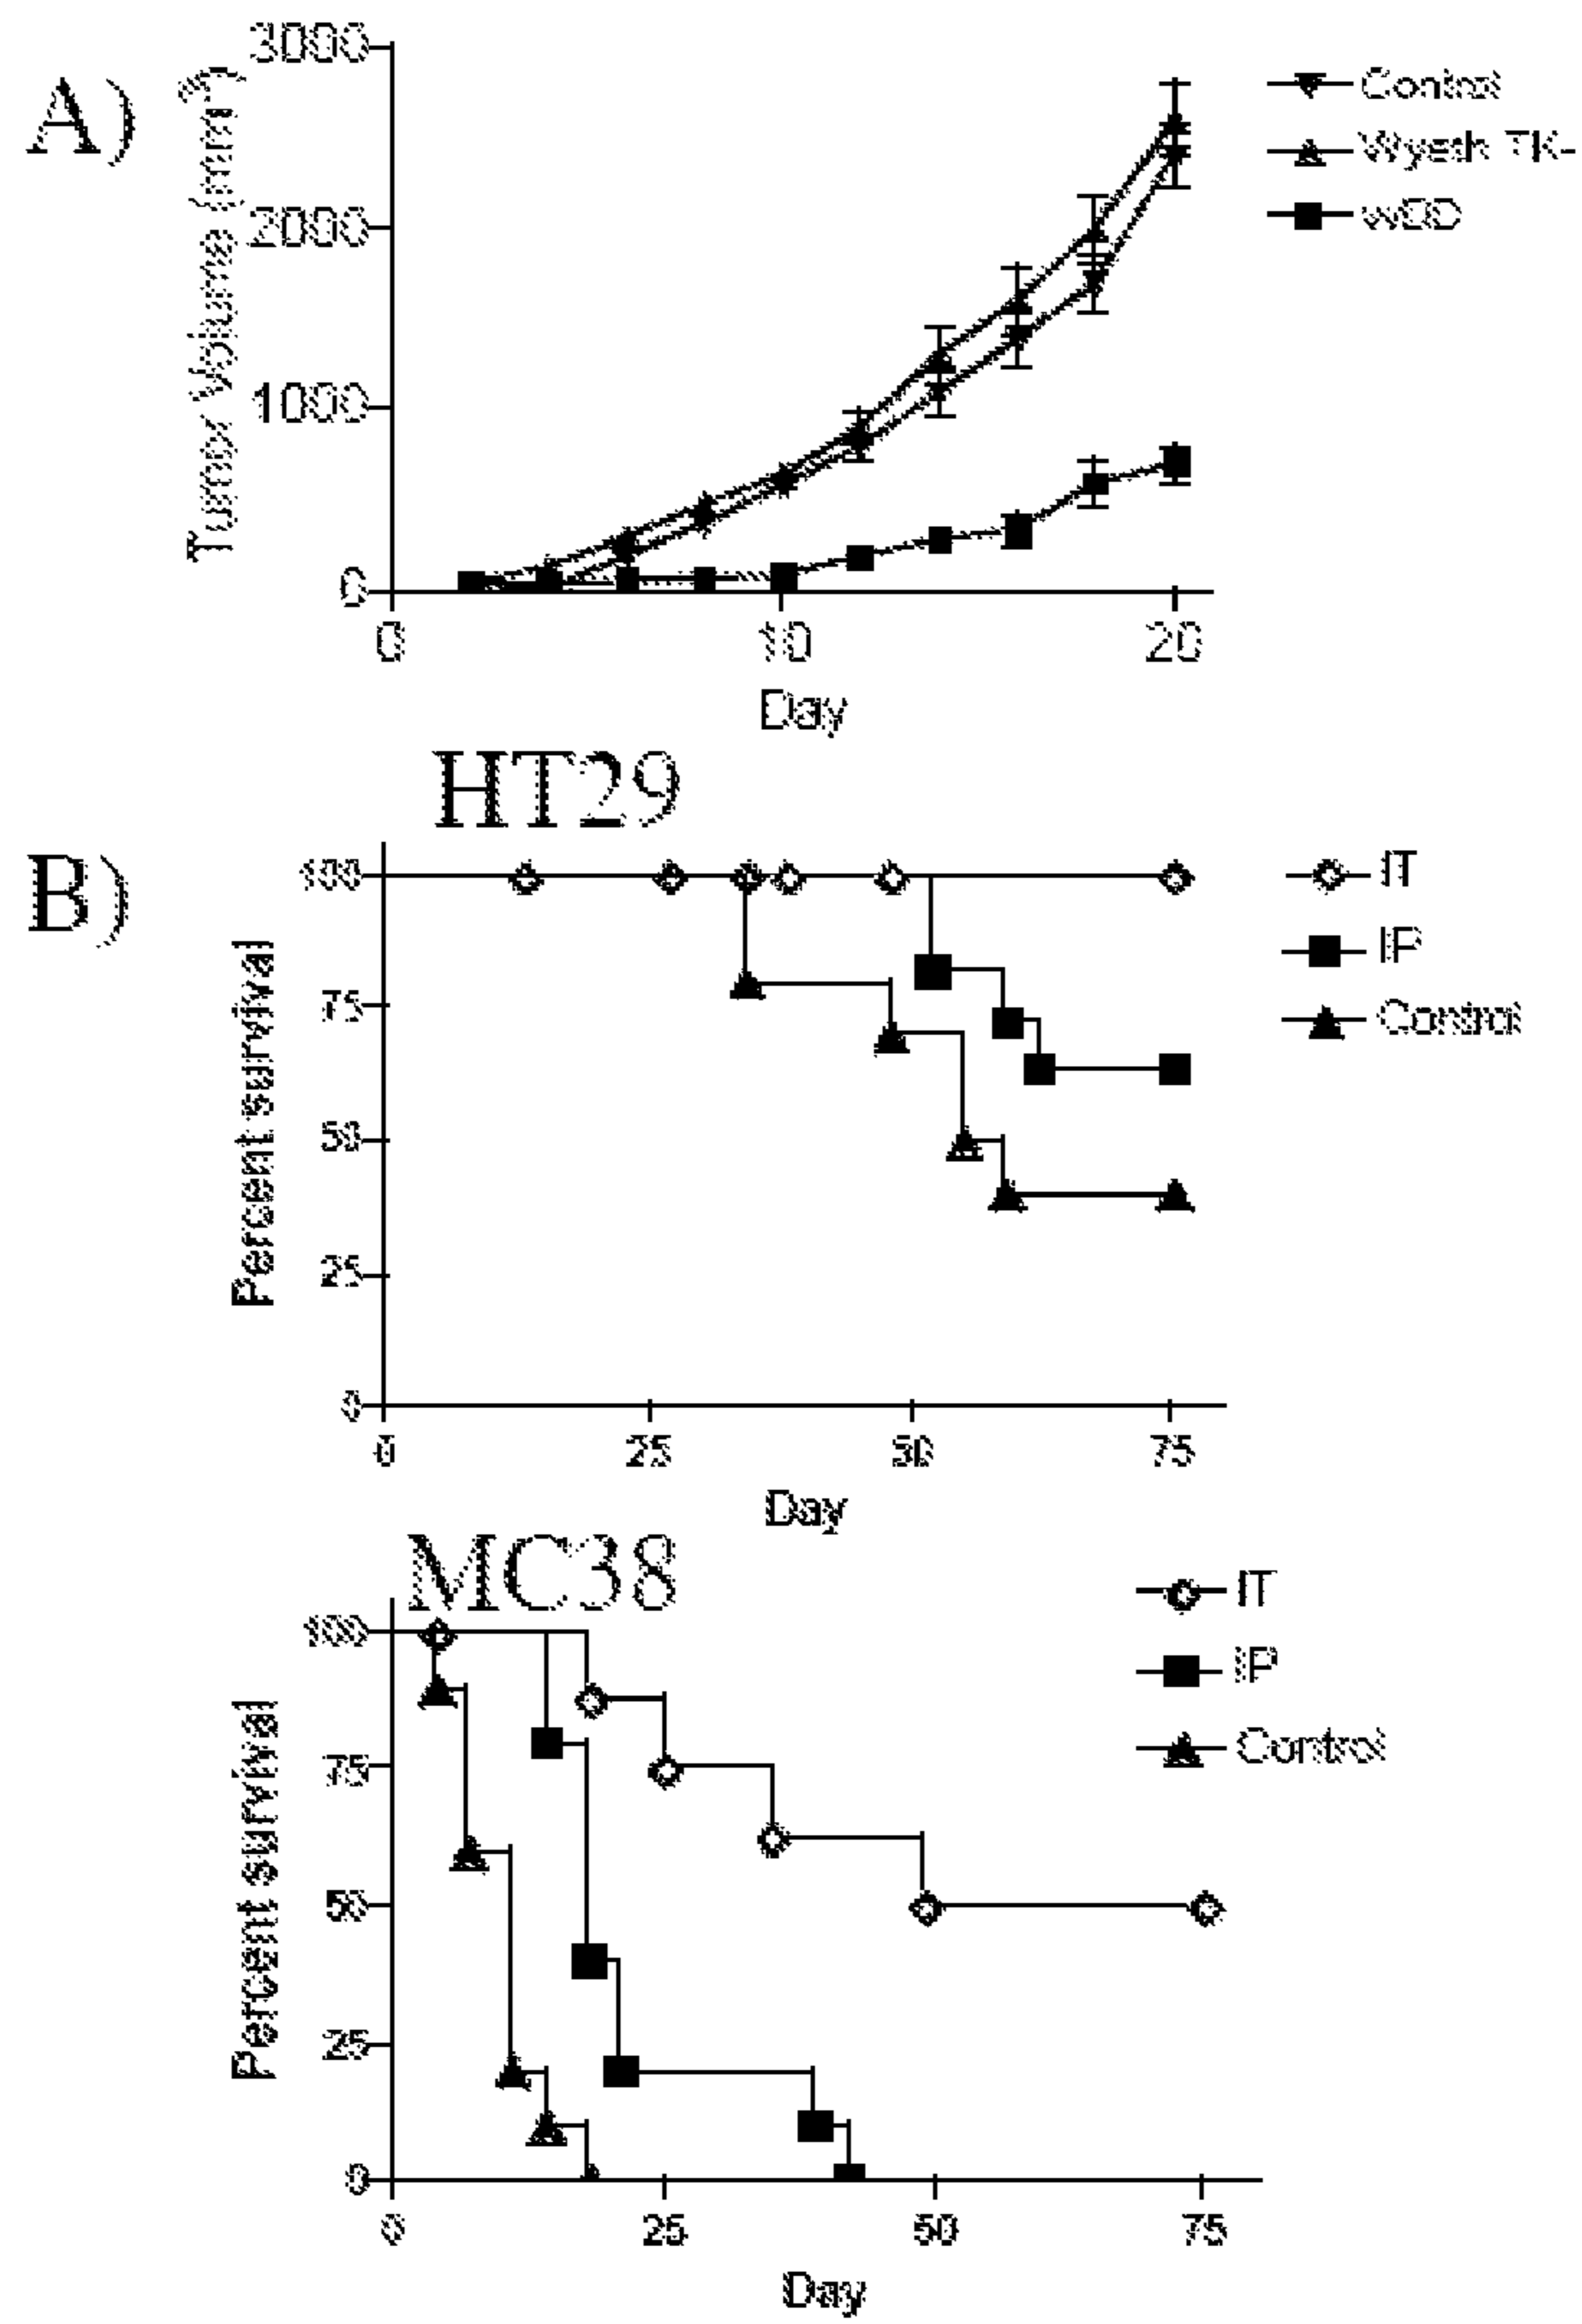 A)
3000
2000
1000
0
Tumor Volume (mm³)
0 10 20
Day
Control
Wyeth TK-
B)
HT29
100
75
50
25
0
Percent survival
0 25 50 75
Day
IT
IP
Control
MC38
100
75
50
25
0
Percent survival
0 25 50 75
Day
IT
IP
Control